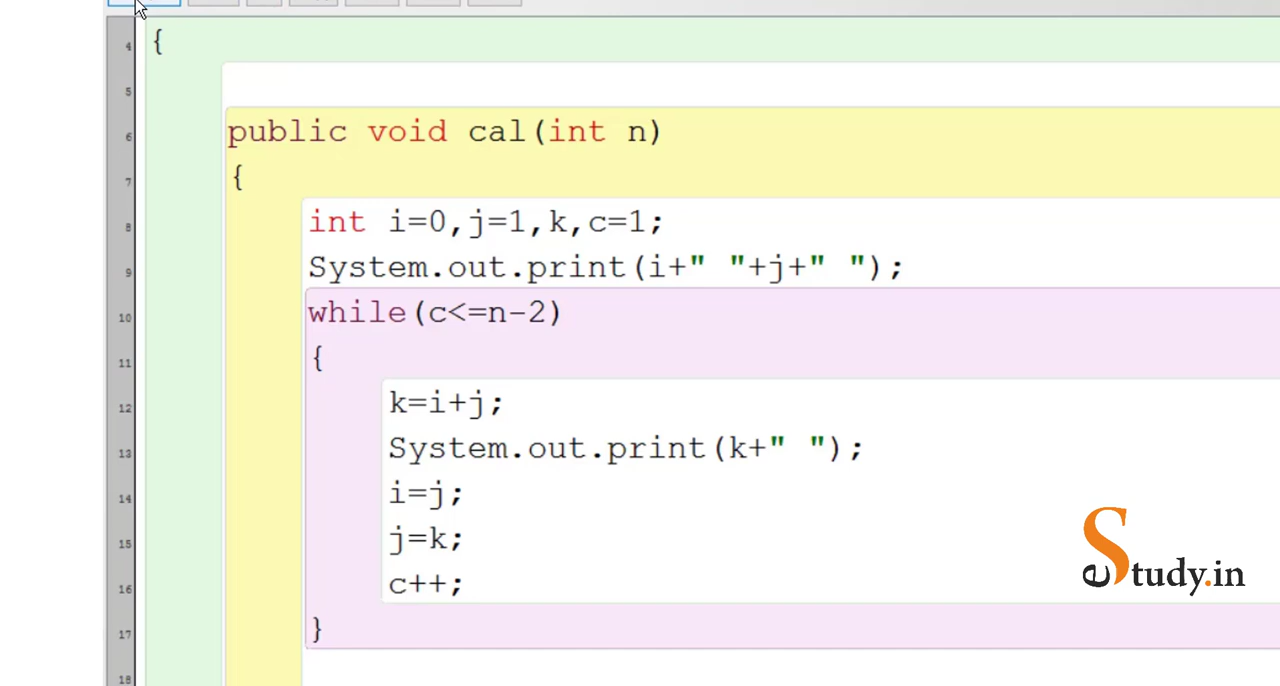 4 {
5
6 public void cal(int n)
7 {
8 int i=0,j=1,k,c=1;
9 System.out.print(i+" "+j+" ");
10 while(c<=n-2)
11 {
12 k=i+j;
13 System.out.print(k+" ");
14 i=j;
15 j=k;
16 c++;
17 }
18
eStudy.in